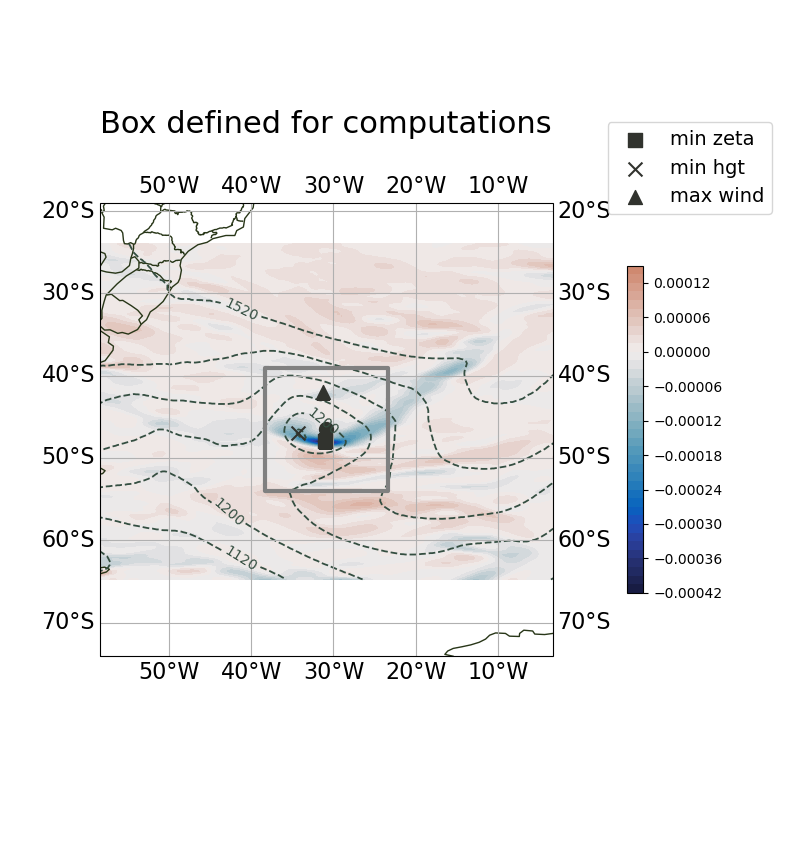 Box defined for computations
min zeta
min hgt
max wind
50°W 40°W 30°W 20°W 10°W
20°S 20°S
30°S 30°S
40°S 40°S
50°S 50°S
60°S 60°S
70°S 70°S
1520
1200
1200
1120
50°W 40°W 30°W 20°W 10°W
0.00012
0.00006
0.00000
−0.00006
−0.00012
−0.00018
−0.00024
−0.00030
−0.00036
−0.00042